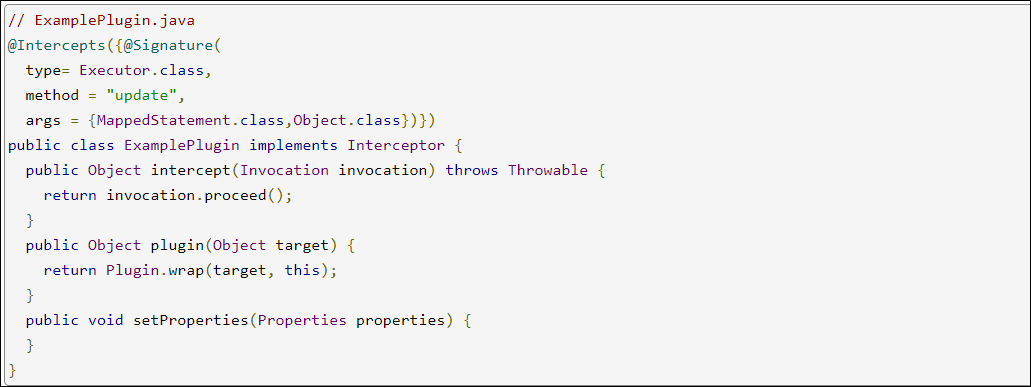 // ExamplePlugin.java
@Intercepts({@Signature(
  type= Executor.class,
  method = "update",
  args = {MappedStatement.class,Object.class})})
public class ExamplePlugin implements Interceptor {
  public Object intercept(Invocation invocation) throws Throwable {
    return invocation.proceed();
  }
  public Object plugin(Object target) {
    return Plugin.wrap(target, this);
  }
  public void setProperties(Properties properties) {
  }
}